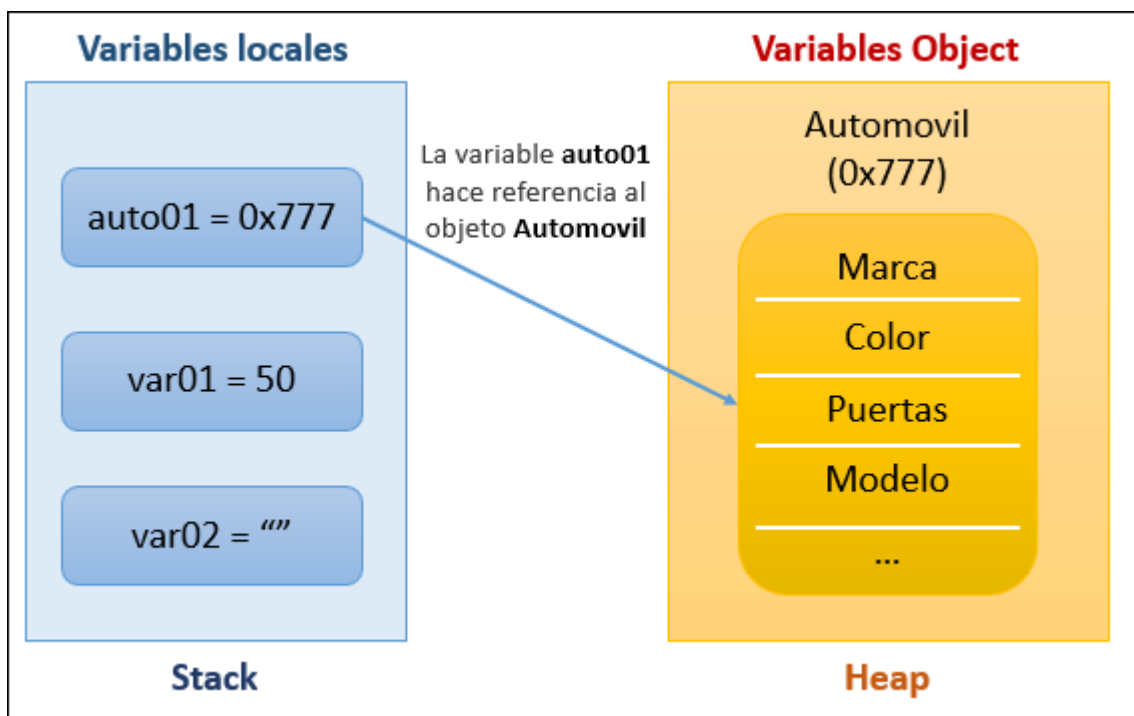 Variables locales
auto01 = 0x777
var01 = 50
var02 = “”
Stack
La variable auto01
hace referencia al
objeto Automovil
Variables Object
Automovil
(0x777)
Marca
Color
Puertas
Modelo
...
Heap